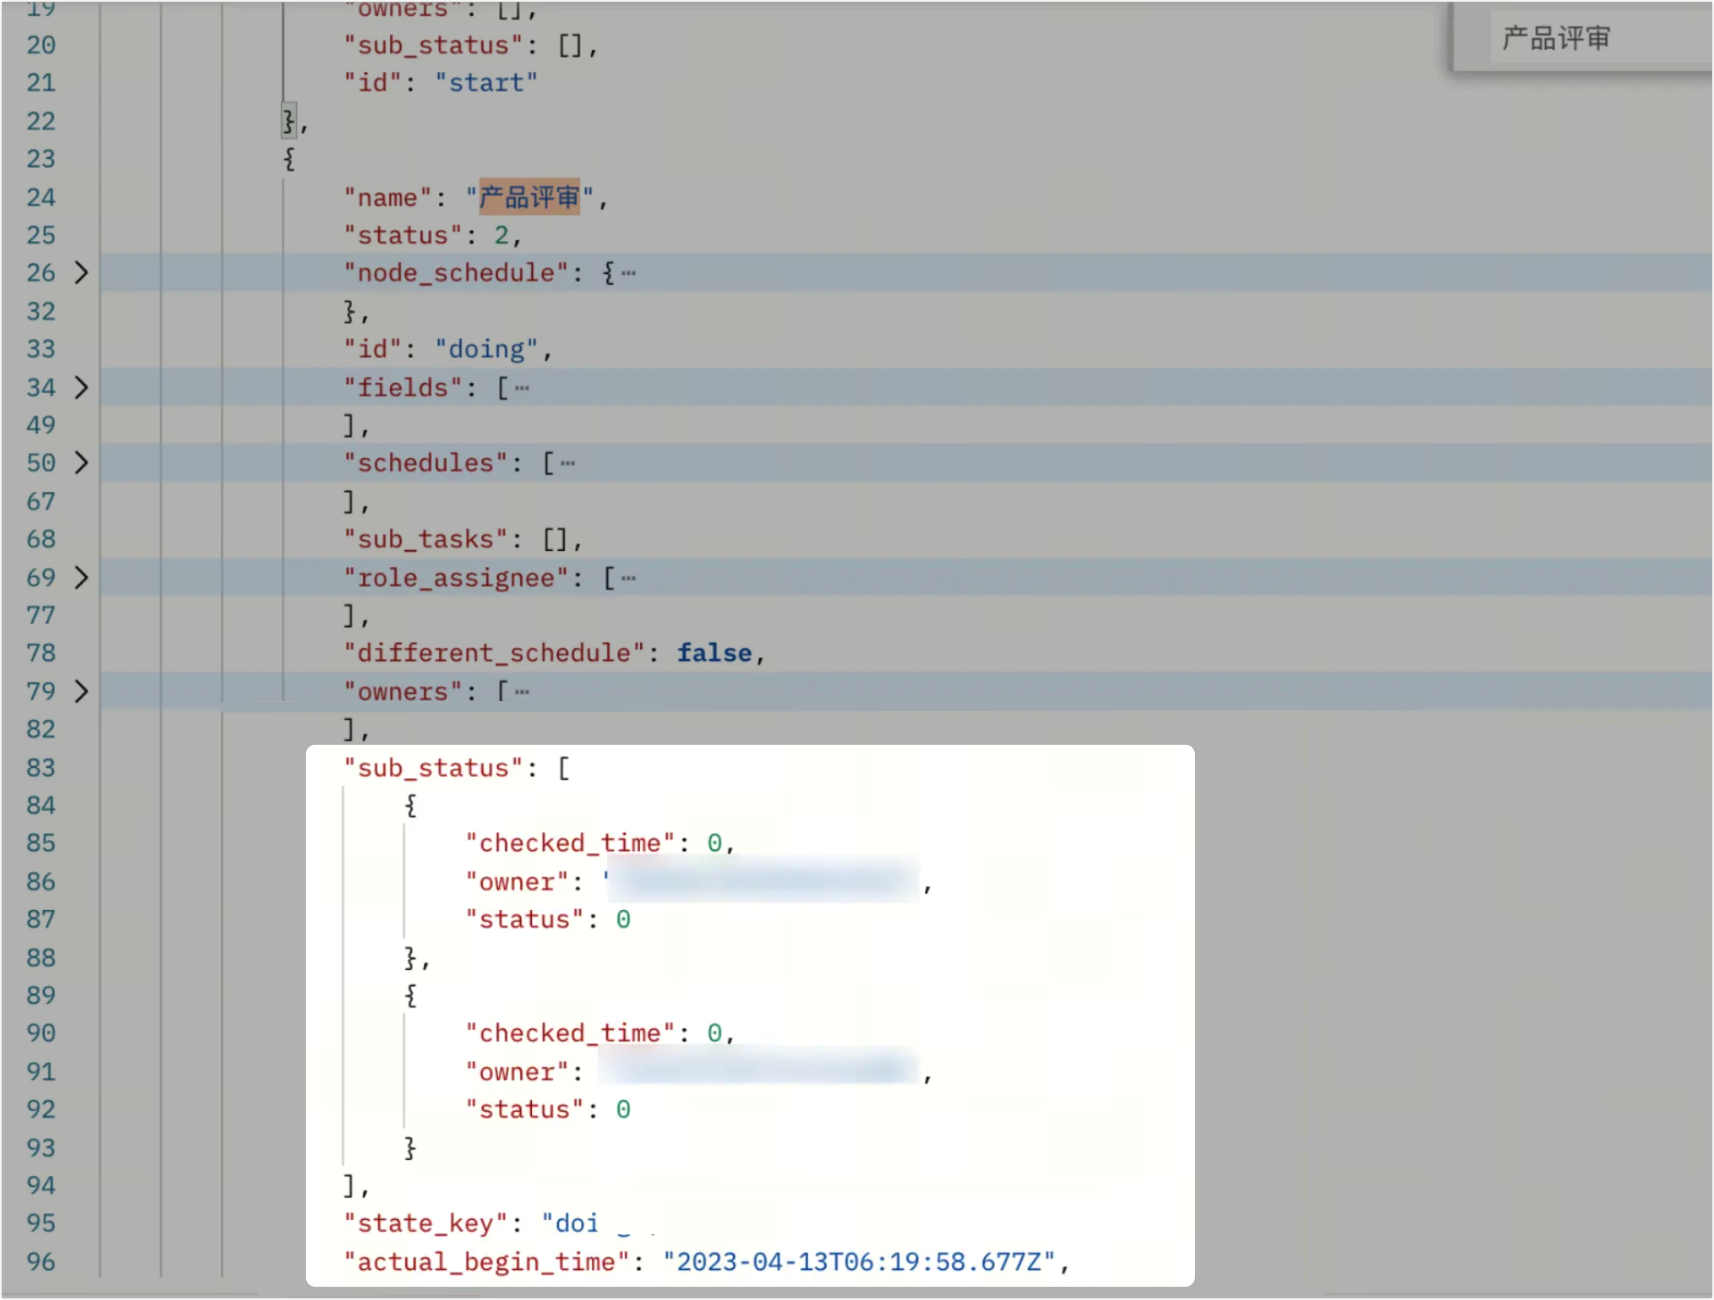 19 "owners": [],
20 "sub_status": [],
21 "id": "start"
22 },
23 {
24 "name": "产品评审",
25 "status": 2,
26 "node_schedule": {…
32 },
33 "id": "doing",
34 "fields": […
49 ],
50 "schedules": […
67 ],
68 "sub_tasks": [],
69 "role_assignee": […
77 ],
78 "different_schedule": false,
79 "owners": […
82 ],
83 "sub_status": [
84 {
85 "checked_time": 0,
86 "owner": ,
87 "status": 0
88 },
89 {
90 "checked_time": 0,
91 "owner": ,
92 "status": 0
93 }
94 ],
95 "state_key": "doi
96 "actual_begin_time": "2023-04-13T06:19:58.677Z",
产品评审